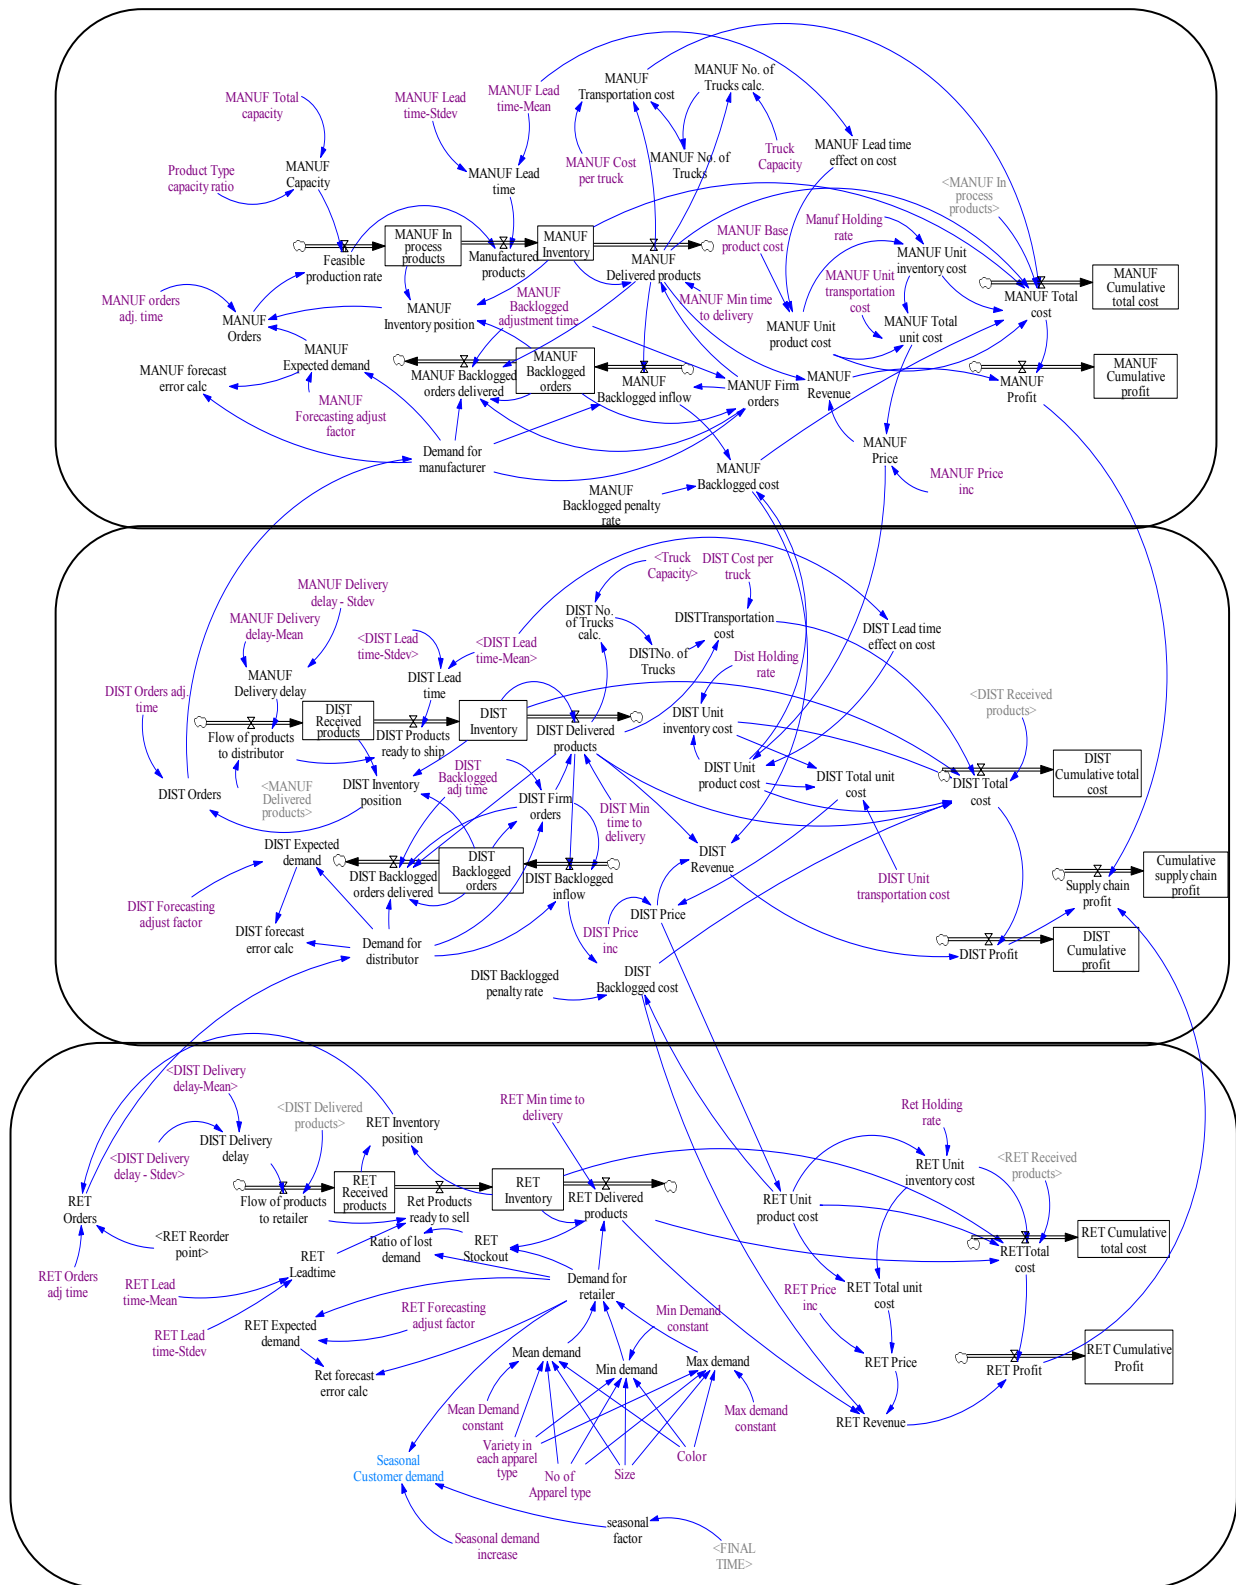 MANUF
Transportation cost
MANUF No. of
Trucks calc.
MANUF Total
capacity
MANUF Lead
time-Stdev
MANUF Lead
time-Mean
MANUF Lead time
effect on cost
Truck
Capacity
MANUF No. of
Trucks
MANUF Cost
per truck
Product Type
capacity ratio
MANUF
Capacity
MANUF Lead
time
<MANUF In
process
products>
MANUF In
process
products
MANUF
Inventory
Feasible
production rate
Manufactured
products
MANUF
Delivered products
MANUF Base
product cost
Manuf Holding
rate
MANUF Unit
inventory cost
MANUF Unit
transportation
cost
MANUF Total
cost
MANUF
Cumulative
total cost
MANUF orders
adj. time
MANUF
Orders
MANUF
Inventory position
MANUF
Backlogged
adjustment time
MANUF Min time
to delivery
MANUF Unit
product cost
MANUF Total
unit cost
MANUF forecast
error calc
MANUF
Expected demand
MANUF
Forecasting adjust
factor
MANUF Backlogged
orders delivered
MANUF
Backlogged
orders
MANUF
Backlogged inflow
MANUF Firm
orders
MANUF
Revenue
MANUF
Profit
MANUF
Cumulative
profit
Demand for
manufacturer
MANUF
Backlogged cost
MANUF
Price
MANUF Price
inc
MANUF
Backlogged penalty
rate
MANUF Delivery
delay - Stdev
MANUF Delivery
delay-Mean
<DIST Lead
time-Stdev>
<DIST Lead
time-Mean>
<Truck
Capacity>
DIST Cost per
truck
DIST No.
of Trucks
calc.
DISTNo. of
Trucks
DISTTransportation
cost
DIST Lead time
effect on cost
Dist Holding
rate
MANUF
Delivery delay
DIST Lead
time
DIST Orders adj.
time
DIST
Received
products
DIST
Inventory
Flow of products
to distributor
DIST Products
ready to ship
DIST Delivered
products
DIST Unit
inventory cost
<DIST Received
products>
DIST Orders
<MANUF
Delivered
products>
DIST Inventory
position
DIST
Backlogged
adj time
DIST Firm
orders
DIST Min
time to
delivery
DIST Unit
product cost
DIST Total unit
cost
DIST Total
cost
DIST
Cumulative total
cost
DIST Expected
demand
DIST Backlogged
orders delivered
DIST
Backlogged
orders
DIST Backlogged
inflow
DIST
Revenue
DIST Unit
transportation cost
Supply chain
profit
Cumulative
supply chain
profit
DIST Forecasting
adjust factor
DIST forecast
error calc
Demand for
distributor
DIST Price
inc
DIST Price
DIST Profit
DIST
Cumulative
profit
DIST Backlogged
penalty rate
DIST
Backlogged cost
<DIST Delivery
delay-Mean>
<DIST Delivered
products>
RET Inventory
position
RET Min time to
delivery
Ret Holding
rate
DIST Delivery
delay
<DIST Delivery
delay - Stdev>
RET
Received
products
RET
Inventory
RET Unit
inventory cost
<RET Received
products>
RET
Orders
Flow of products
to retailer
Ret Products
ready to sell
RET Delivered
products
RET Unit
product cost
<RET Reorder
point>
RET
Leadtime
Ratio of lost
demand
RET
Stockout
RETTotal
cost
RET Cumulative
total cost
RET Orders
adj time
RET Lead
time-Mean
Demand for
retailer
RET Price
inc
RET Total unit
cost
RET Lead
time-Stdev
RET Expected
demand
RET Forecasting
adjust factor
Min Demand
constant
Ret forecast
error calc
Mean demand
Min demand
Max demand
RET Price
RET Profit
RET Cumulative
Profit
Mean Demand
constant
Max demand
constant
RET Revenue
Variety in
each apparel
type
No of
Apparel type
Size
Color
Seasonal
Customer demand
Seasonal demand
increase
seasonal
factor
<FINAL
TIME>